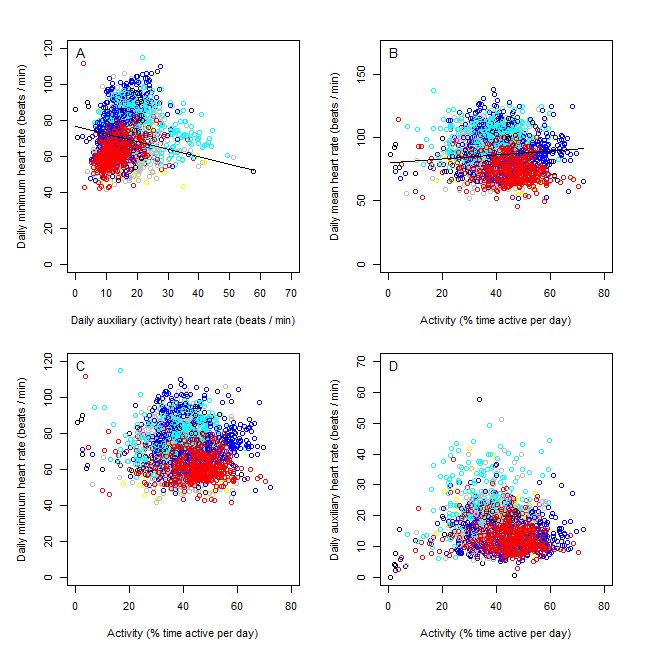 A
Daily minimum heart rate (beats / min)
120
100
80
60
40
20
0
0 10 20 30 40 50 60 70
Daily auxiliary (activity) heart rate (beats / min)
B
Daily mean heart rate (beats / min)
150
100
50
0
0 20 40 60 80
Activity (% time active per day)
C
Daily minimum heart rate (beats / min)
120
100
80
60
40
20
0
0 20 40 60 80
Activity (% time active per day)
D
Daily auxiliary heart rate (beats / min)
70
60
50
40
30
20
10
0
0 20 40 60 80
Activity (% time active per day)